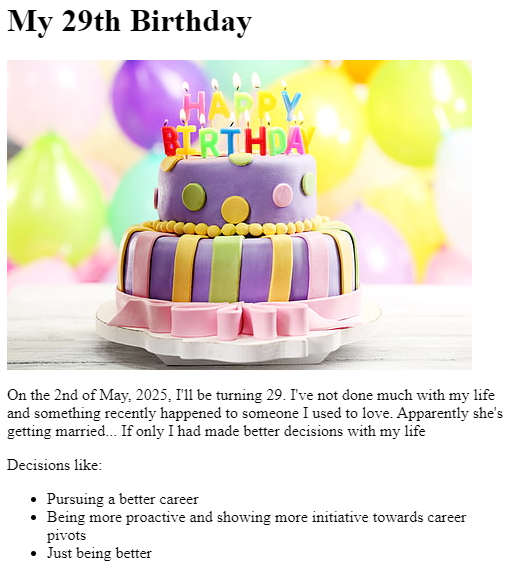 My 29th Birthday
HAPPY
BIRTHDAY
On the 2nd of May, 2025, I'll be turning 29. I've not done much with my life
and something recently happened to someone I used to love. Apparently she's
getting married... If only I had made better decisions with my life
Decisions like:
• Pursuing a better career
• Being more proactive and showing more initiative towards career
pivots
• Just being better